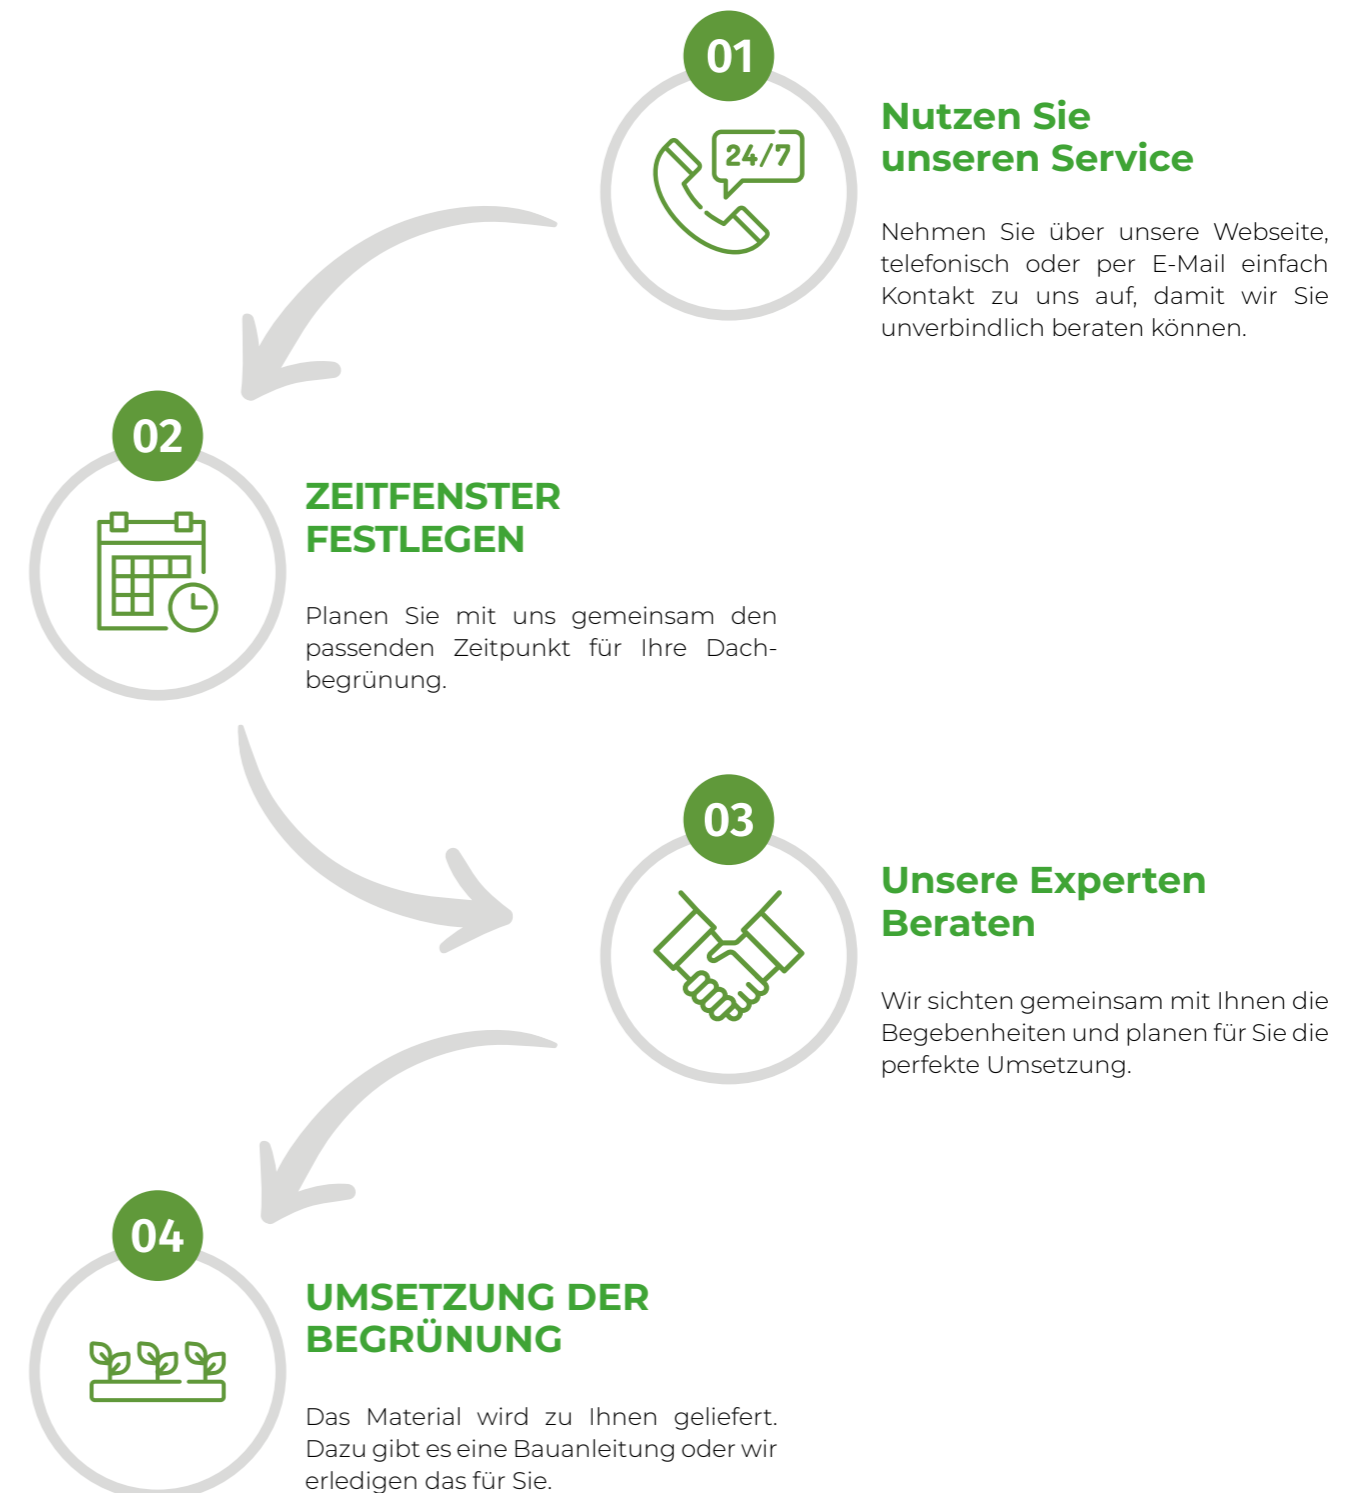 01
24/7
Nutzen Sie
unseren Service
Nehmen Sie über unsere Webseite,
telefonisch oder per E-Mail einfach
Kontakt zu uns auf, damit wir Sie
unverbindlich beraten können.
02
ZEITFENSTER
FESTLEGEN
Planen Sie mit uns gemeinsam den
passenden Zeitpunkt für Ihre Dach-
begrünung.
03
Unsere Experten
Beraten
Wir sichten gemeinsam mit Ihnen die
Begebenheiten und planen für Sie die
perfekte Umsetzung.
04
UMSETZUNG DER
BEGRÜNUNG
Das Material wird zu Ihnen geliefert.
Dazu gibt es eine Bauanleitung oder wir
erledigen das für Sie.